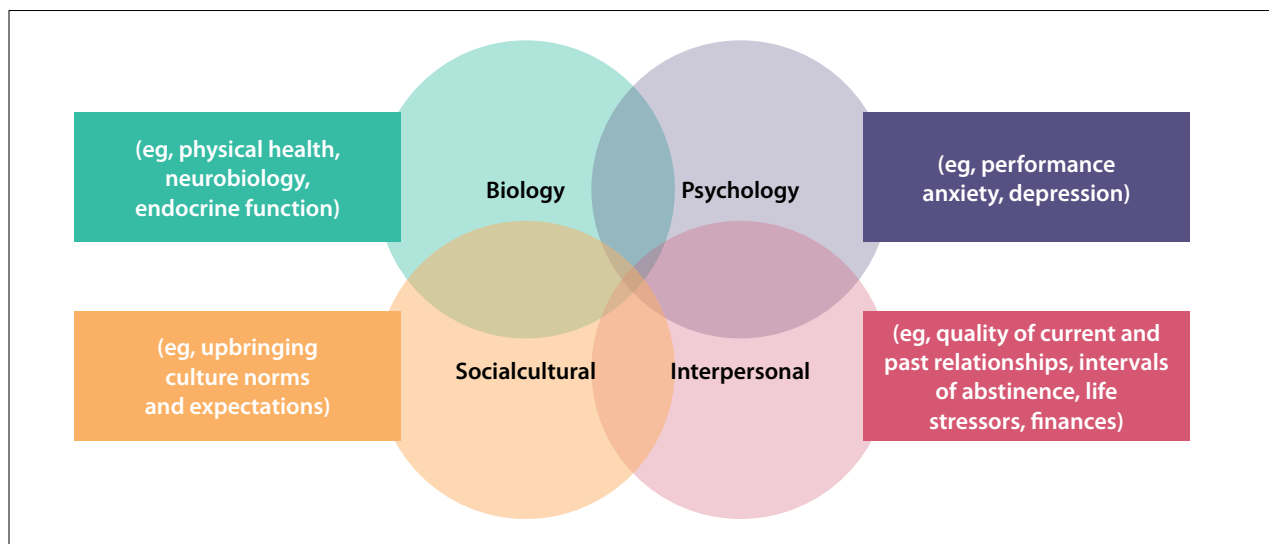 (eg, physical health,
neurobiology,
endocrine function)
Biology
Psychology
(eg, performance
anxiety, depression)
(eg, upbringing
culture norms
and expectations)
Socialcultural
Interpersonal
(eg, quality of current and
past relationships, intervals
of abstinence, life
stressors, finances)